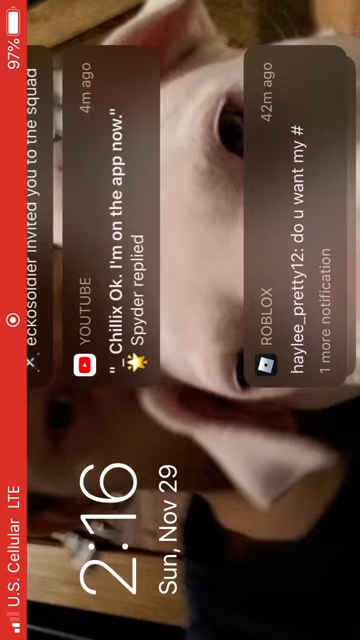 U.S. Cellular LTE 97%
2:16
Sun, Nov 29
eckosoldier invited you to the squad
YOUTUBE 4m ago
"_ Chillix Ok. I'm on the app now."
🌟 Spyder replied
ROBLOX 42m ago
haylee_pretty12: do u want my #
1 more notification